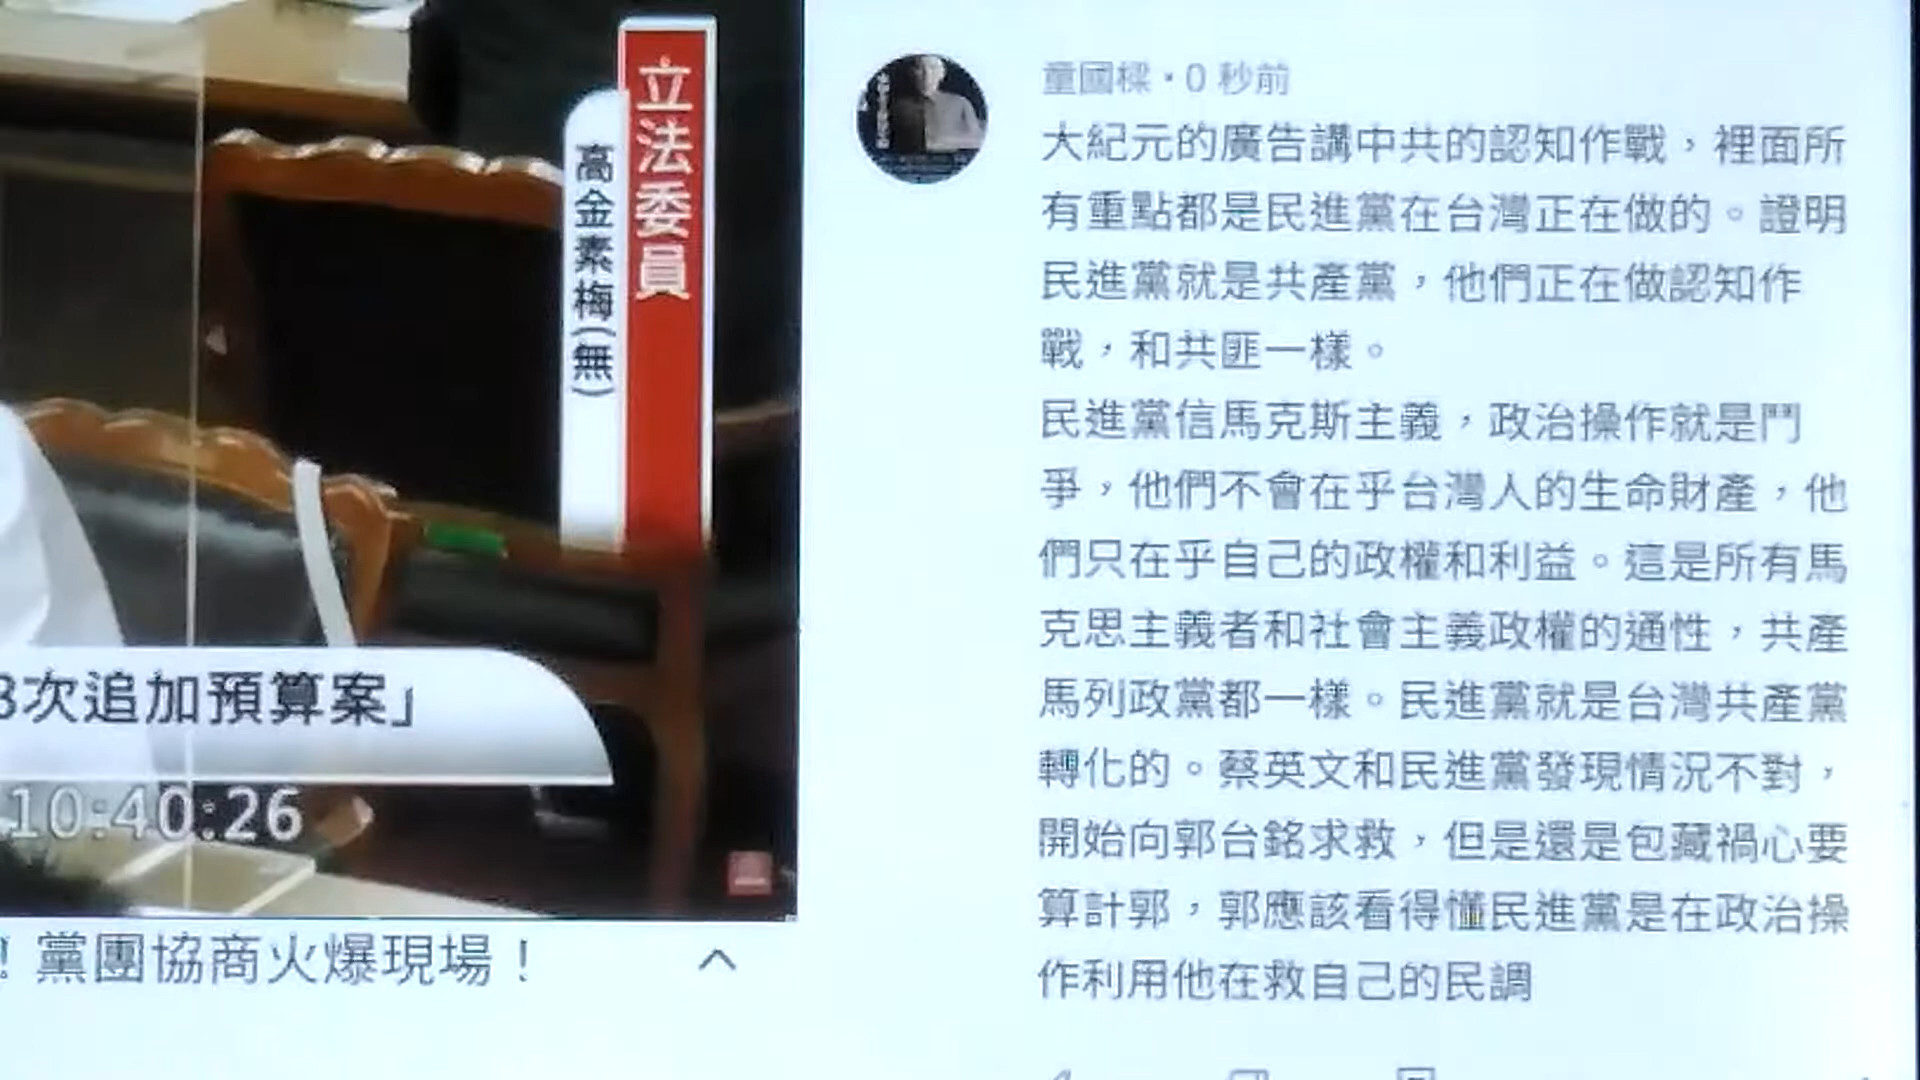 立法委員
高金素梅(無)
3次追加預算案」
10:40:26
！黨團協商火爆現場！
童國樑・0 秒前
大紀元的廣告講中共的認知作戰，裡面所
有重點都是民進黨在台灣正在做的。證明
民進黨就是共產黨，他們正在做認知作
戰，和共匪一樣。
民進黨信馬克斯主義，政治操作就是鬥
爭，他們不會在乎台灣人的生命財產，他
們只在乎自己的政權和利益。這是所有馬
克思主義者和社會主義政權的通性，共產
馬列政黨都一樣。民進黨就是台灣共產黨
轉化的。蔡英文和民進黨發現情況不對，
開始向郭台銘求救，但是還是包藏禍心要
算計郭，郭應該看得懂民進黨是在政治操
作利用他在救自己的民調